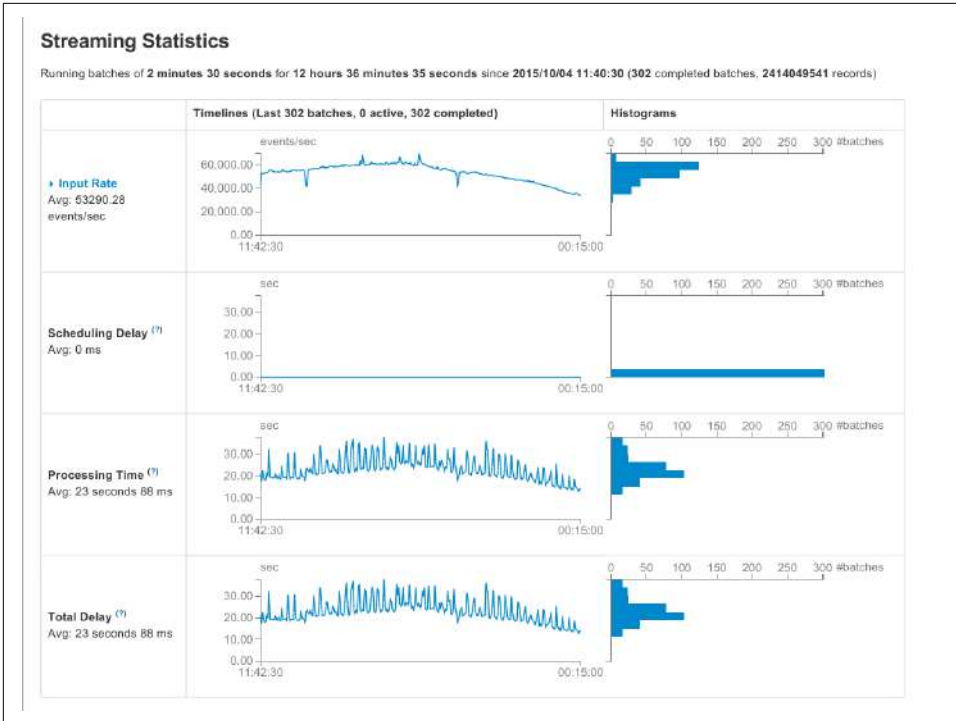 Streaming Statistics
Running batches of 2 minutes 30 seconds for 12 hours 36 minutes 35 seconds since 2015/10/04 11:40:30 (302 completed batches, 2414049541 records)
Timelines (Last 302 batches, 0 active, 302 completed)
Histograms
Input Rate
Avg: 53290.28
events/sec
events/sec
60,000.00
40,000.00
20,000.00
0.00
11:42:30
00:15:00
0 50 100 150 200 250 300 #batches
Scheduling Delay (?)
Avg: 0 ms
sec
30.00
20.00
10.00
0.00
11:42:30
00:15:00
0 50 100 150 200 250 300 #batches
Processing Time (?)
Avg: 23 seconds 88 ms
sec
30.00
20.00
10.00
0.00
11:42:30
00:15:00
0 50 100 150 200 250 300 #batches
Total Delay (?)
Avg: 23 seconds 88 ms
sec
30.00
20.00
10.00
0.00
11:42:30
00:15:00
0 50 100 150 200 250 300 #batches